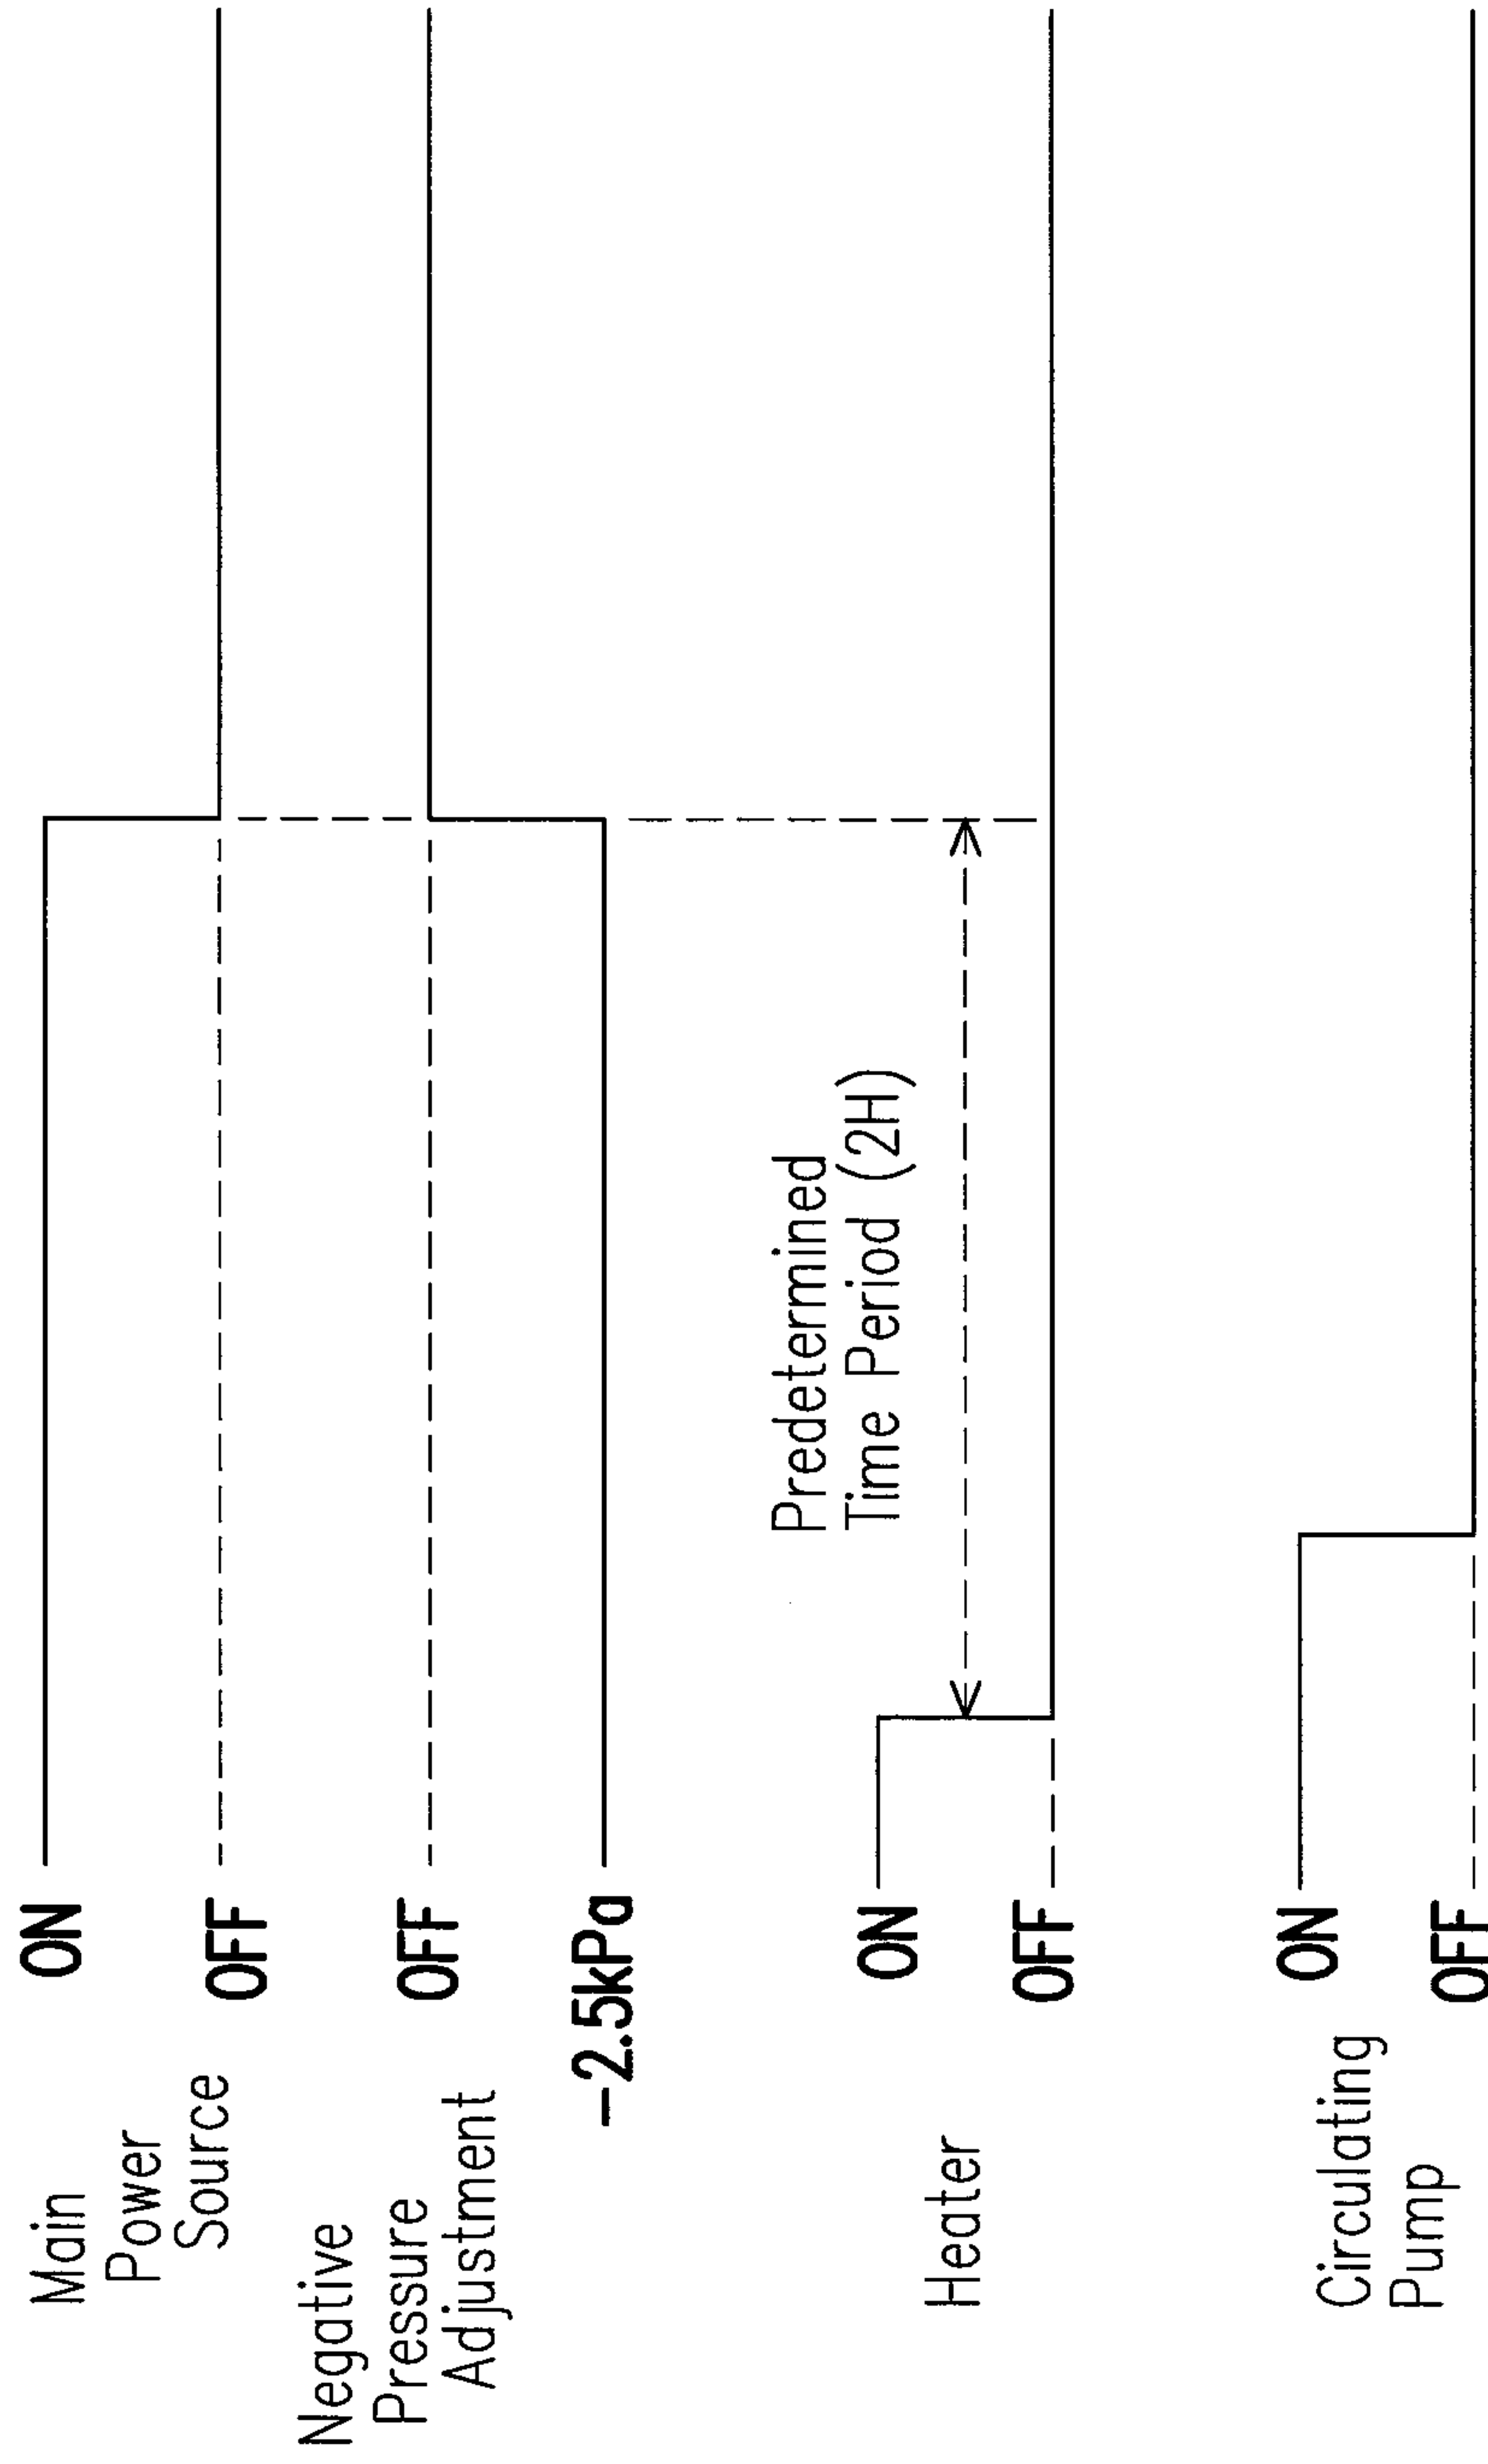 Main
Power
Source
ON
OFF
Negative
Pressure
Adjustment
OFF
-2.5kPa
Predetermined
Time Period (2H)
Heater
ON
OFF
Circulating
Pump
ON
OFF